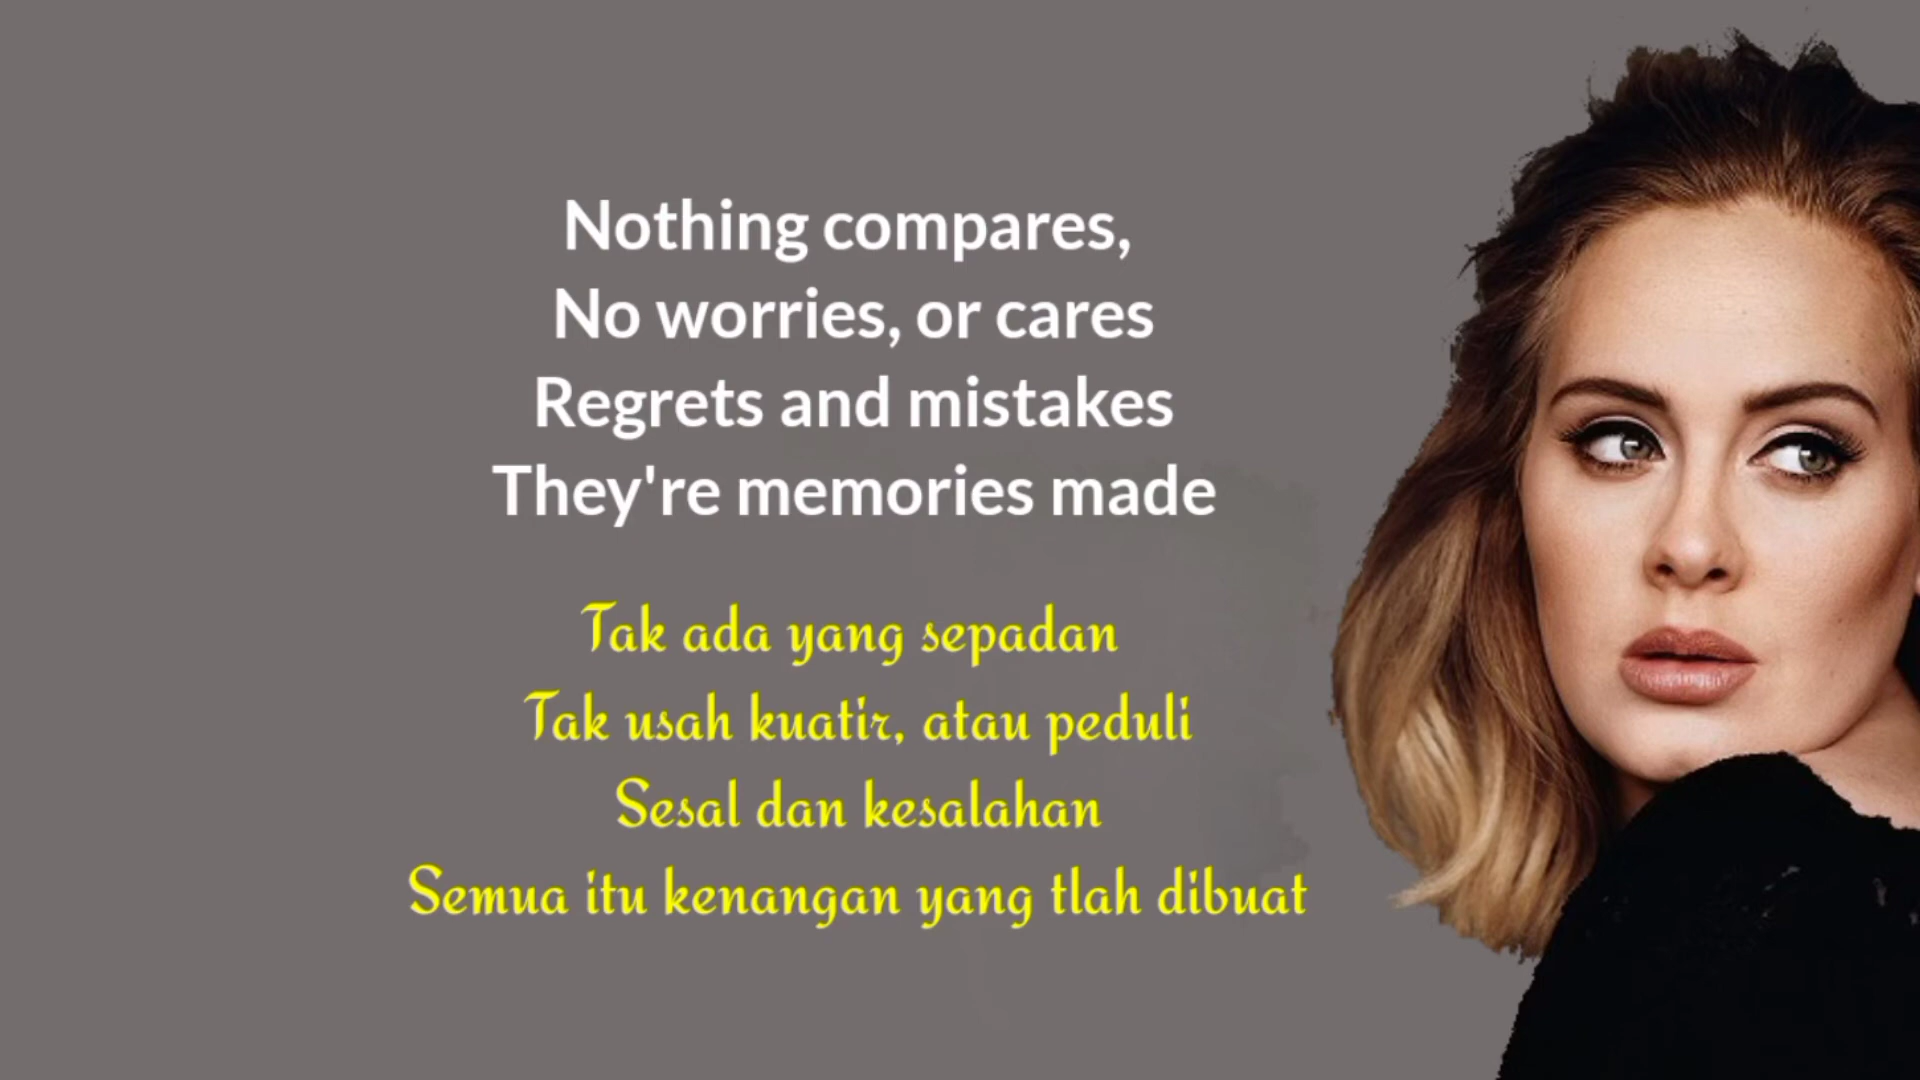 Nothing compares,
No worries, or cares
Regrets and mistakes
They're memories made
Tak ada yang sepadan
Tak usah kuatir, atau peduli
Sesal dan kesalahan
Semua itu kenangan yang tlah dibuat